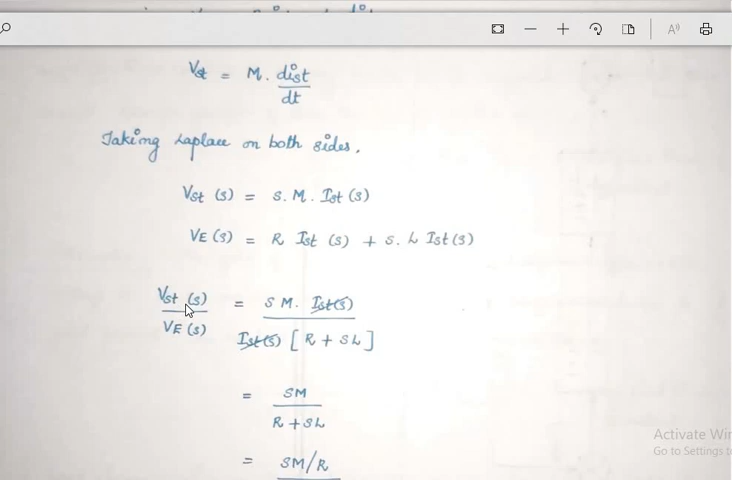 Vst = M. dist/dt
Taking Laplace on both sides,
Vst (s) = S. M. Ist (s)
VE (s) = R Ist (s) + S. L Ist (s)
Vst (s)/VE (s) = S M. Ist(s)/Ist(s) [R + SL]
= SM/R + SL
= SM/R
Activate Win
Go to Settings t